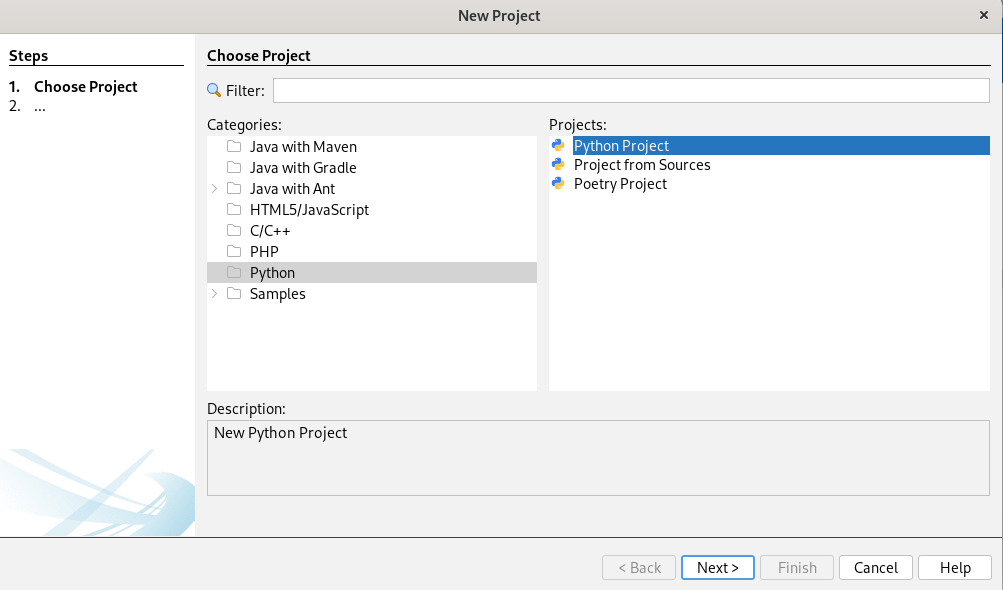 New Project
×
Steps
1. Choose Project
2. ...
Choose Project
Filter:
Categories:
Java with Maven
Java with Gradle
Java with Ant
HTML5/JavaScript
C/C++
PHP
Python
Samples
Projects:
Python Project
Project from Sources
Poetry Project
Description:
New Python Project
< Back
Next >
Finish
Cancel
Help